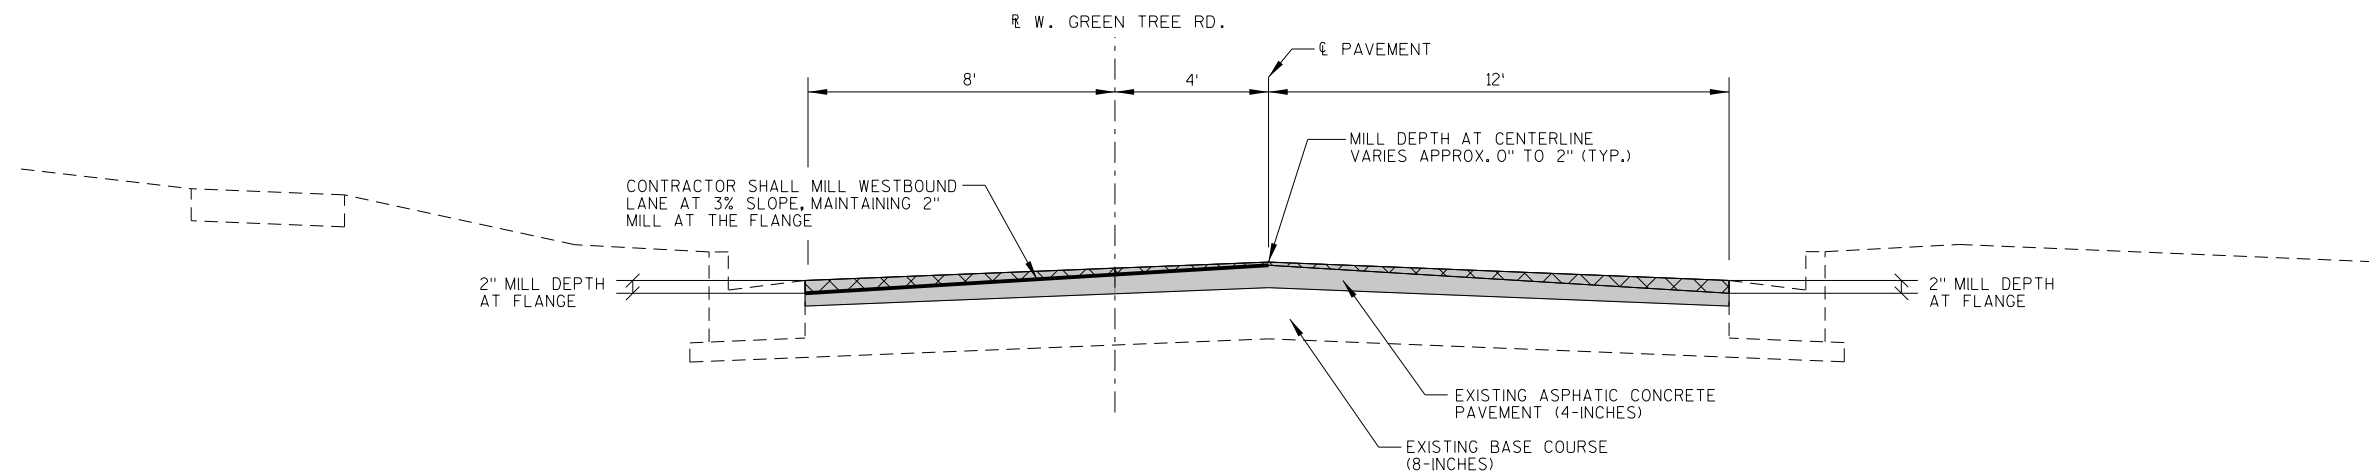 ℞ W. GREEN TREE RD.
℄ PAVEMENT
8'
4'
12'
MILL DEPTH AT CENTERLINE
VARIES APPROX. 0" TO 2" (TYP.)
CONTRACTOR SHALL MILL WESTBOUND
LANE AT 3% SLOPE, MAINTAINING 2"
MILL AT THE FLANGE
2" MILL DEPTH
AT FLANGE
2" MILL DEPTH
AT FLANGE
EXISTING ASPHATIC CONCRETE
PAVEMENT (4-INCHES)
EXISTING BASE COURSE
(8-INCHES)